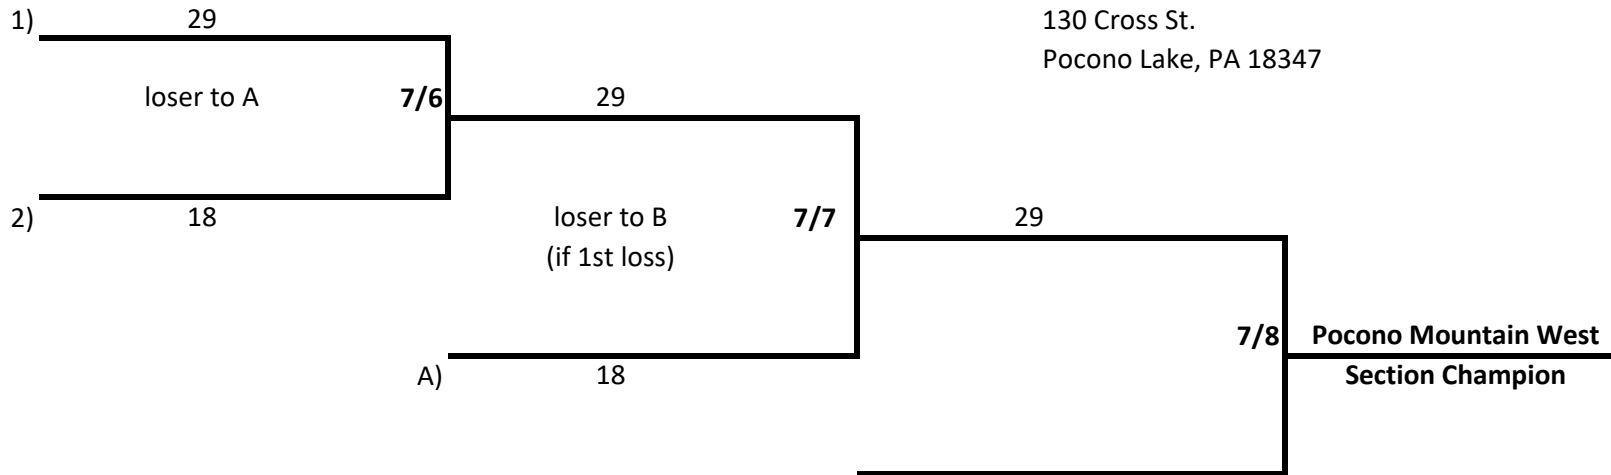 1) 29
130 Cross St.
Pocono Lake, PA 18347
loser to A 7/6 29
2) 18
loser to B 7/7 29
(if 1st loss)
7/8 Pocono Mountain West
A) 18 Section Champion